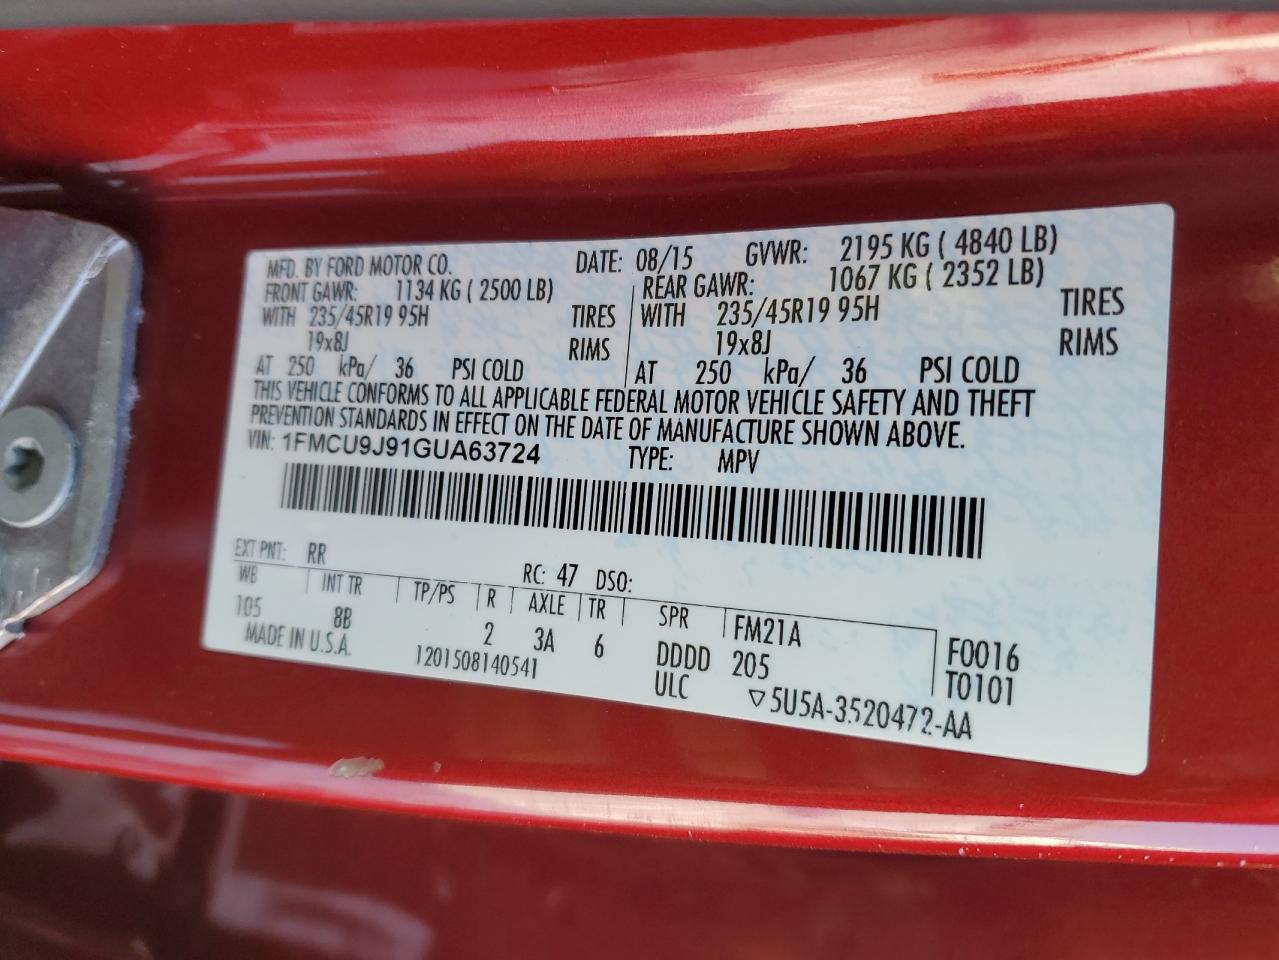 MFD. BY FORD MOTOR CO. DATE: 08/15 GVWR: 2195 KG ( 4840 LB)
FRONT GAWR: 1134 KG ( 2500 LB) REAR GAWR: 1067 KG ( 2352 LB)
WITH 235/45R19 95H TIRES WITH 235/45R19 95H TIRES
19x8J RIMS 19x8J RIMS
AT 250 kPa/ 36 PSI COLD AT 250 kPa/ 36 PSI COLD
THIS VEHICLE CONFORMS TO ALL APPLICABLE FEDERAL MOTOR VEHICLE SAFETY AND THEFT
PREVENTION STANDARDS IN EFFECT ON THE DATE OF MANUFACTURE SHOWN ABOVE.
VIN: 1FMCU9J91GUA63724 TYPE: MPV
EXT PNT: RR RC: 47 DSO:
WB INT TR TP/PS R AXLE TR SPR FM21A
105 8B 2 3A 6 DDDD 205 F0016
MADE IN U.S.A. 1201508140541 ULC T0101
▽5U5A-3520472-AA